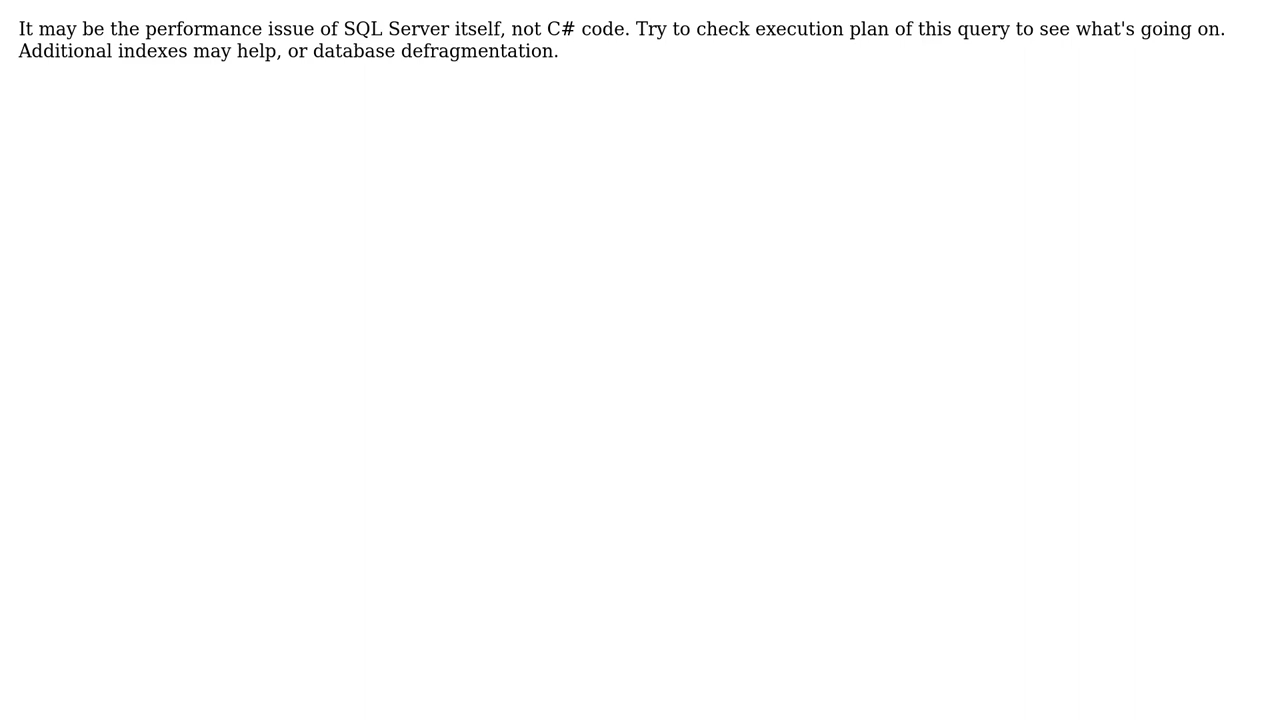 It may be the performance issue of SQL Server itself, not C# code. Try to check execution plan of this query to see what's going on.
Additional indexes may help, or database defragmentation.